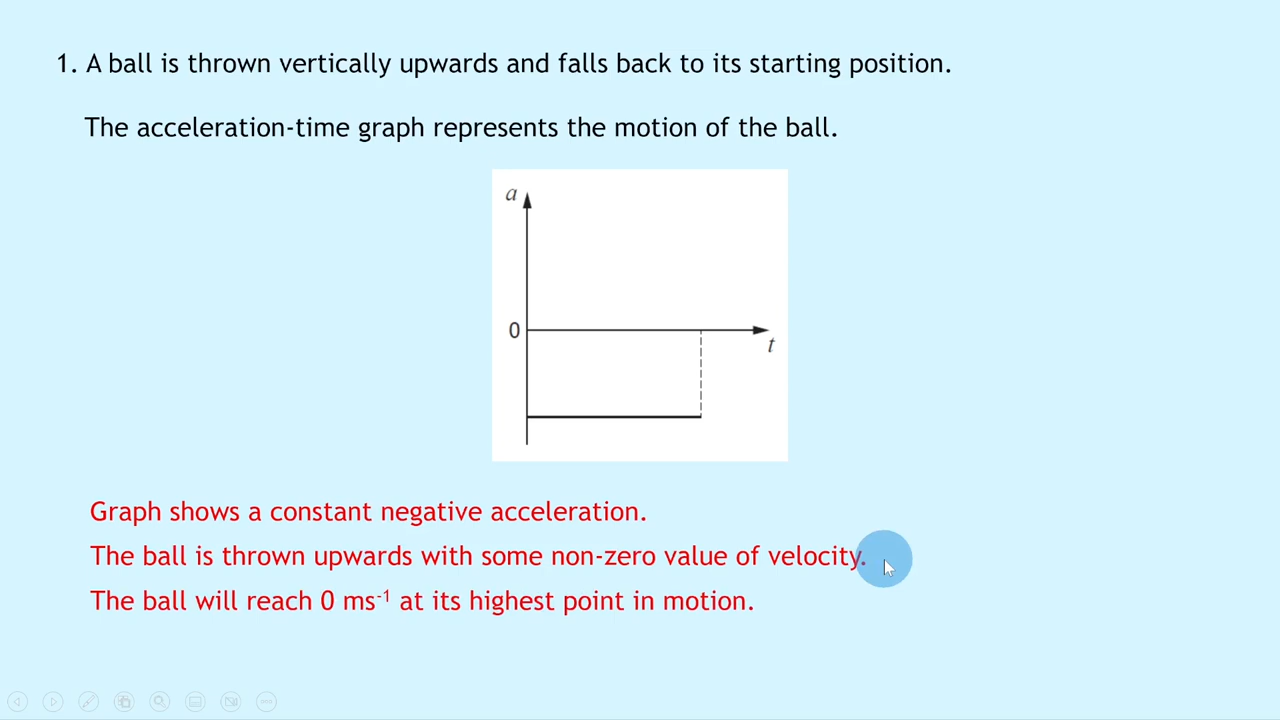 1. A ball is thrown vertically upwards and falls back to its starting position.
The acceleration-time graph represents the motion of the ball.
a
0
t
Graph shows a constant negative acceleration.
The ball is thrown upwards with some non-zero value of velocity.
The ball will reach 0 ms⁻¹ at its highest point in motion.